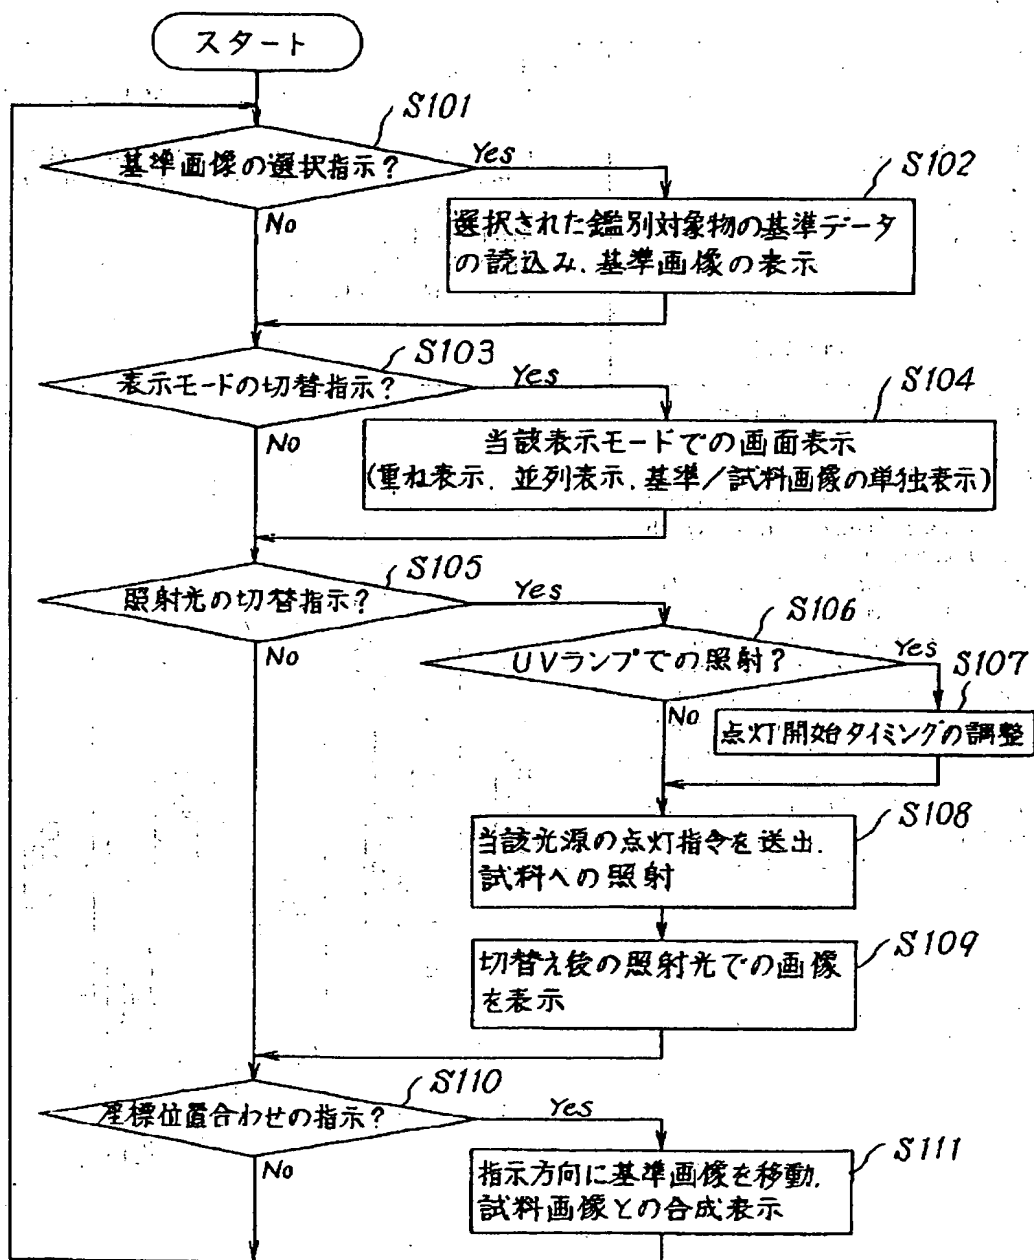 スタート
S101
基準画像の選択指示?
Yes
No
S102
選択された鑑別対象物の基準データ
の読込み、基準画像の表示
S103
表示モードの切替指示?
Yes
No
S104
当該表示モードでの画面表示
(重ね表示、並列表示、基準/試料画像の単独表示)
S105
照射光の切替指示?
Yes
No
S106
UVランプでの照射?
Yes
No
S107
点灯開始タイミングの調整
S108
当該光源の点灯指令を送出、
試料への照射
S109
切替え後の照射光での画像
を表示
S110
座標位置合わせの指示?
Yes
No
S111
指示方向に基準画像を移動、
試料画像との合成表示